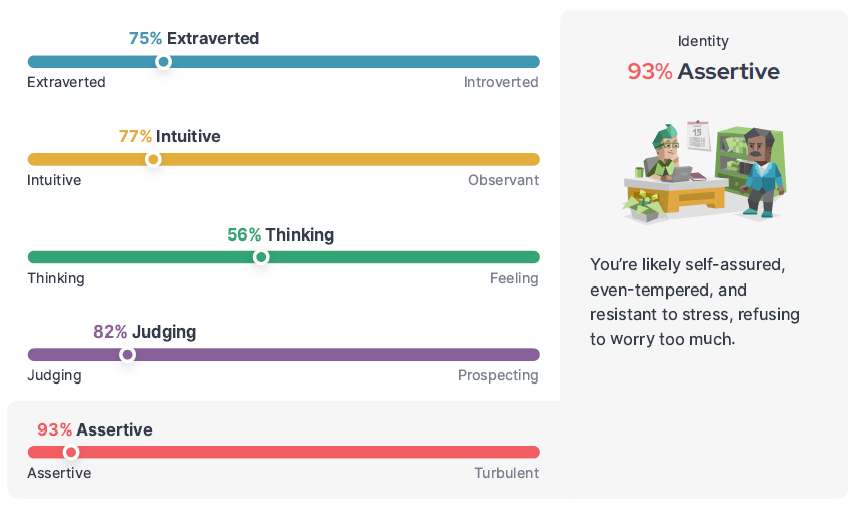 75% Extraverted
Extraverted Introverted
77% Intuitive
Intuitive Observant
56% Thinking
Thinking Feeling
82% Judging
Judging Prospecting
93% Assertive
Assertive Turbulent
Identity
93% Assertive
15
You're likely self-assured,
even-tempered, and
resistant to stress, refusing
to worry too much.